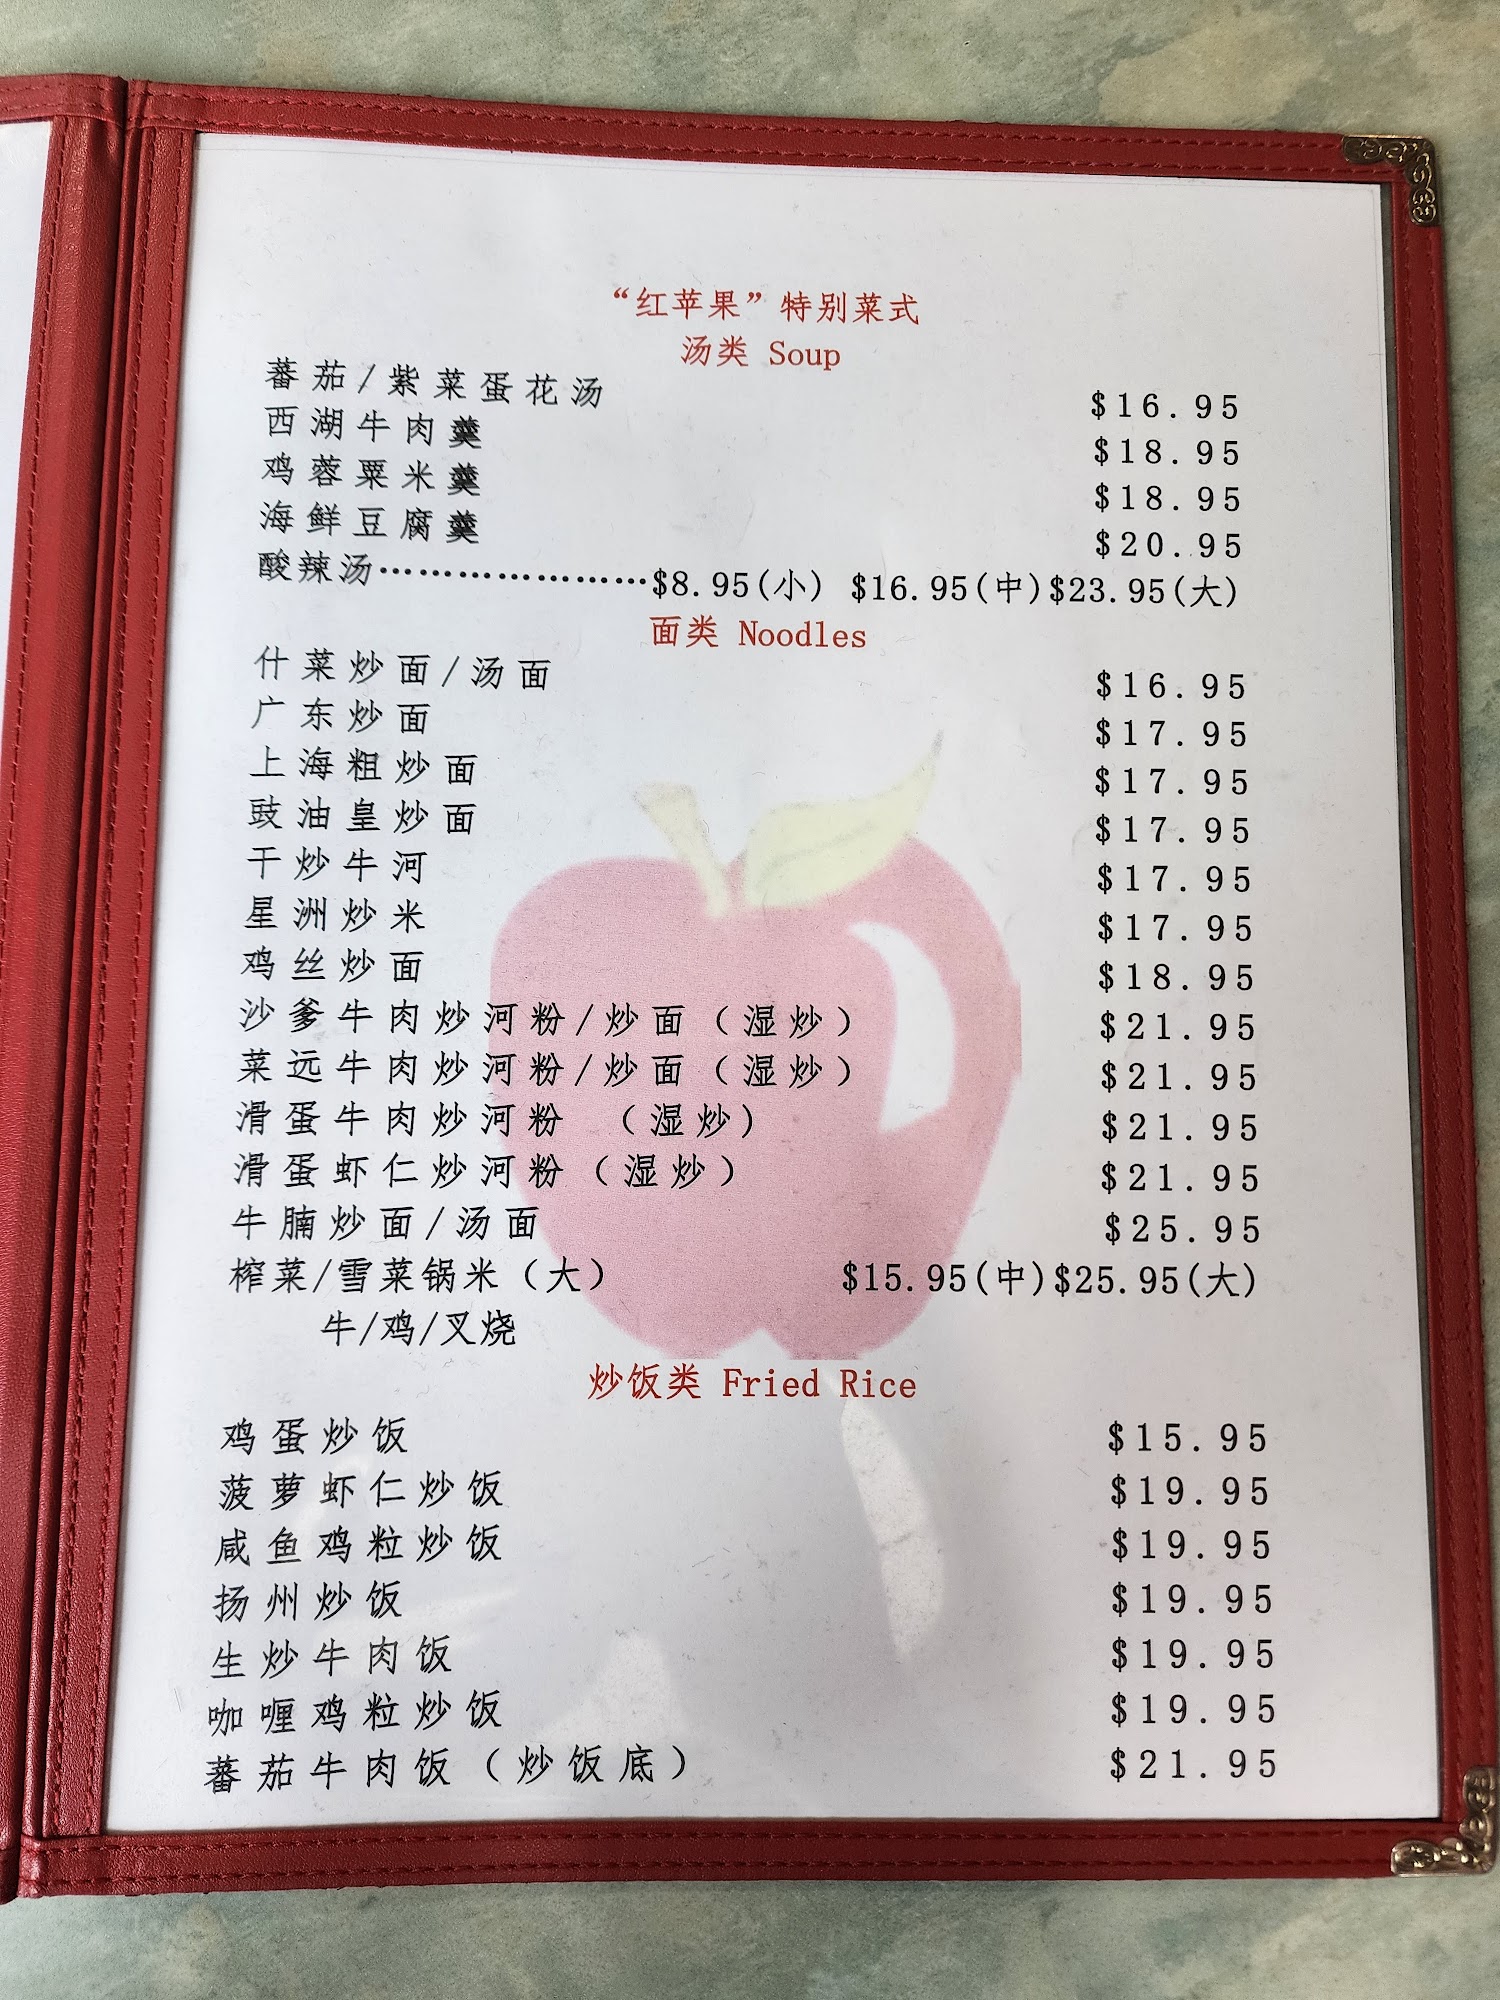 “红苹果”特别菜式
汤类 Soup
蕃茄/紫菜蛋花汤 $16.95
西湖牛肉羹 $18.95
鸡蓉粟米羹 $18.95
海鲜豆腐羹 $20.95
酸辣汤·····················$8.95(小) $16.95(中)$23.95(大)
面类 Noodles
什菜炒面/汤面 $16.95
广东炒面 $17.95
上海粗炒面 $17.95
豉油皇炒面 $17.95
干炒牛河 $17.95
星洲炒米 $17.95
鸡丝炒面 $18.95
沙爹牛肉炒河粉/炒面（湿炒） $21.95
菜远牛肉炒河粉/炒面（湿炒） $21.95
滑蛋牛肉炒河粉 （湿炒） $21.95
滑蛋虾仁炒河粉（湿炒） $21.95
牛腩炒面/汤面 $25.95
榨菜/雪菜锅米（大） $15.95(中)$25.95(大)
牛/鸡/叉烧
炒饭类 Fried Rice
鸡蛋炒饭 $15.95
菠萝虾仁炒饭 $19.95
咸鱼鸡粒炒饭 $19.95
扬州炒饭 $19.95
生炒牛肉饭 $19.95
咖喱鸡粒炒饭 $19.95
蕃茄牛肉饭（炒饭底） $21.95